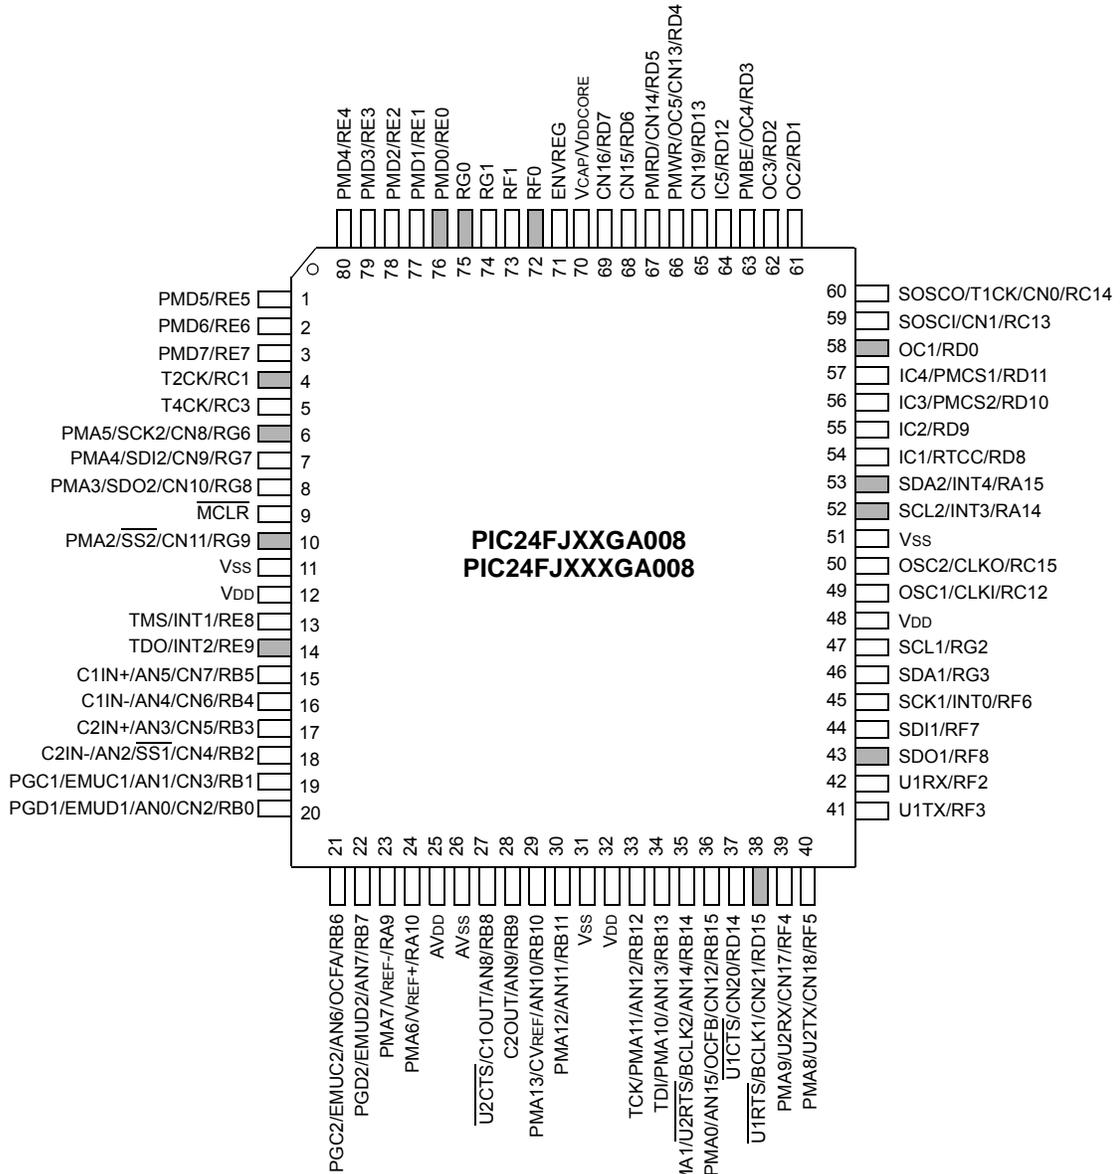 PMD4/RE4
PMD3/RE3
PMD2/RE2
PMD1/RE1
PMD0/RE0
RG0
RG1
RF1
RF0
ENVREG
VCAP/VDDCORE
CN16/RD7
CN15/RD6
PMRD/CN14/RD5
PMWR/OC5/CN13/RD4
CN19/RD13
IC5/RD12
PMBE/OC4/RD3
OC3/RD2
OC2/RD1
80
79
78
77
76
75
74
73
72
71
70
69
68
67
66
65
64
63
62
61
PMD5/RE5 1
PMD6/RE6 2
PMD7/RE7 3
T2CK/RC1 4
T4CK/RC3 5
PMA5/SCK2/CN8/RG6 6
PMA4/SDI2/CN9/RG7 7
PMA3/SDO2/CN10/RG8 8
MCLR 9
PMA2/SS2/CN11/RG9 10
VSS 11
VDD 12
TMS/INT1/RE8 13
TDO/INT2/RE9 14
C1IN+/AN5/CN7/RB5 15
C1IN-/AN4/CN6/RB4 16
C2IN+/AN3/CN5/RB3 17
C2IN-/AN2/SS1/CN4/RB2 18
PGC1/EMUC1/AN1/CN3/RB1 19
PGD1/EMUD1/AN0/CN2/RB0 20
PIC24FJXXGA008
PIC24FJXXXGA008
60 SOSCO/T1CK/CN0/RC14
59 SOSCI/CN1/RC13
58 OC1/RD0
57 IC4/PMCS1/RD11
56 IC3/PMCS2/RD10
55 IC2/RD9
54 IC1/RTCC/RD8
53 SDA2/INT4/RA15
52 SCL2/INT3/RA14
51 VSS
50 OSC2/CLKO/RC15
49 OSC1/CLKI/RC12
48 VDD
47 SCL1/RG2
46 SDA1/RG3
45 SCK1/INT0/RF6
44 SDI1/RF7
43 SDO1/RF8
42 U1RX/RF2
41 U1TX/RF3
21
22
23
24
25
26
27
28
29
30
31
32
33
34
35
36
37
38
39
40
PGC2/EMUC2/AN6/OCFA/RB6
PGD2/EMUD2/AN7/RB7
PMA7/VREF-/RA9
PMA6/VREF+/RA10
AVDD
AVSS
U2CTS/C1OUT/AN8/RB8
C2OUT/AN9/RB9
PMA13/CVREF/AN10/RB10
PMA12/AN11/RB11
VSS
VDD
TCK/PMA11/AN12/RB12
TDI/PMA10/AN13/RB13
MA1/U2RTS/BCLK2/AN14/RB14
PMA0/AN15/OCFB/CN12/RB15
U1CTS/CN20/RD14
U1RTS/BCLK1/CN21/RD15
PMA9/U2RX/CN17/RF4
PMA8/U2TX/CN18/RF5